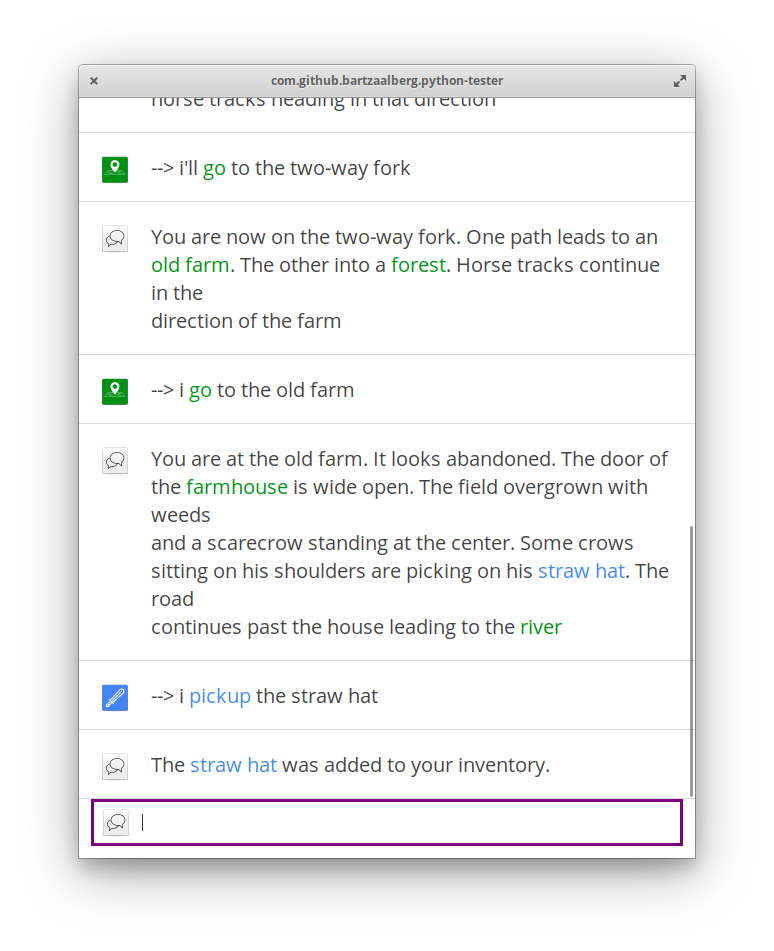 com.github.bartzaalberg.python-tester
horse tracks heading in that direction
--> i'll go to the two-way fork
You are now on the two-way fork. One path leads to an
old farm. The other into a forest. Horse tracks continue
in the
direction of the farm
--> i go to the old farm
You are at the old farm. It looks abandoned. The door of
the farmhouse is wide open. The field overgrown with
weeds
and a scarecrow standing at the center. Some crows
sitting on his shoulders are picking on his straw hat. The
road
continues past the house leading to the river
--> i pickup the straw hat
The straw hat was added to your inventory.